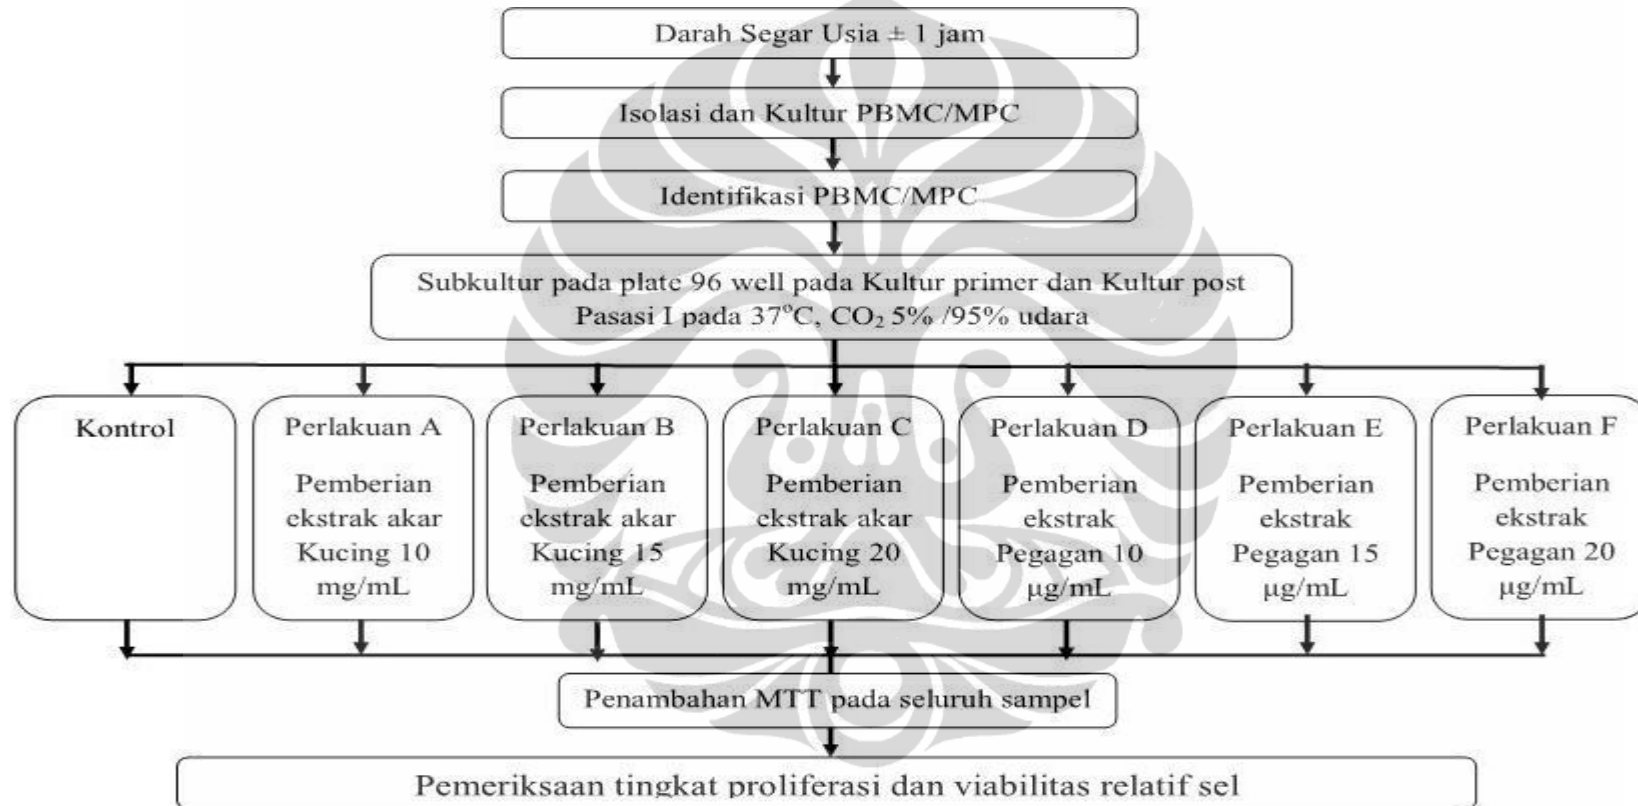 Darah Segar Usia ± 1 jam
Isolasi dan Kultur PBMC/MPC
Identifikasi PBMC/MPC
Subkultur pada plate 96 well pada Kultur primer dan Kultur post
Pasasi I pada 37°C, CO₂ 5% /95% udara
Kontrol
Perlakuan A
Pemberian
ekstrak akar
Kucing 10
mg/mL
Perlakuan B
Pemberian
ekstrak akar
Kucing 15
mg/mL
Perlakuan C
Pemberian
ekstrak akar
Kucing 20
mg/mL
Perlakuan D
Pemberian
ekstrak
Pegagan 10
µg/mL
Perlakuan E
Pemberian
ekstrak
Pegagan 15
µg/mL
Perlakuan F
Pemberian
ekstrak
Pegagan 20
µg/mL
Penambahan MTT pada seluruh sampel
Pemeriksaan tingkat proliferasi dan viabilitas relatif sel